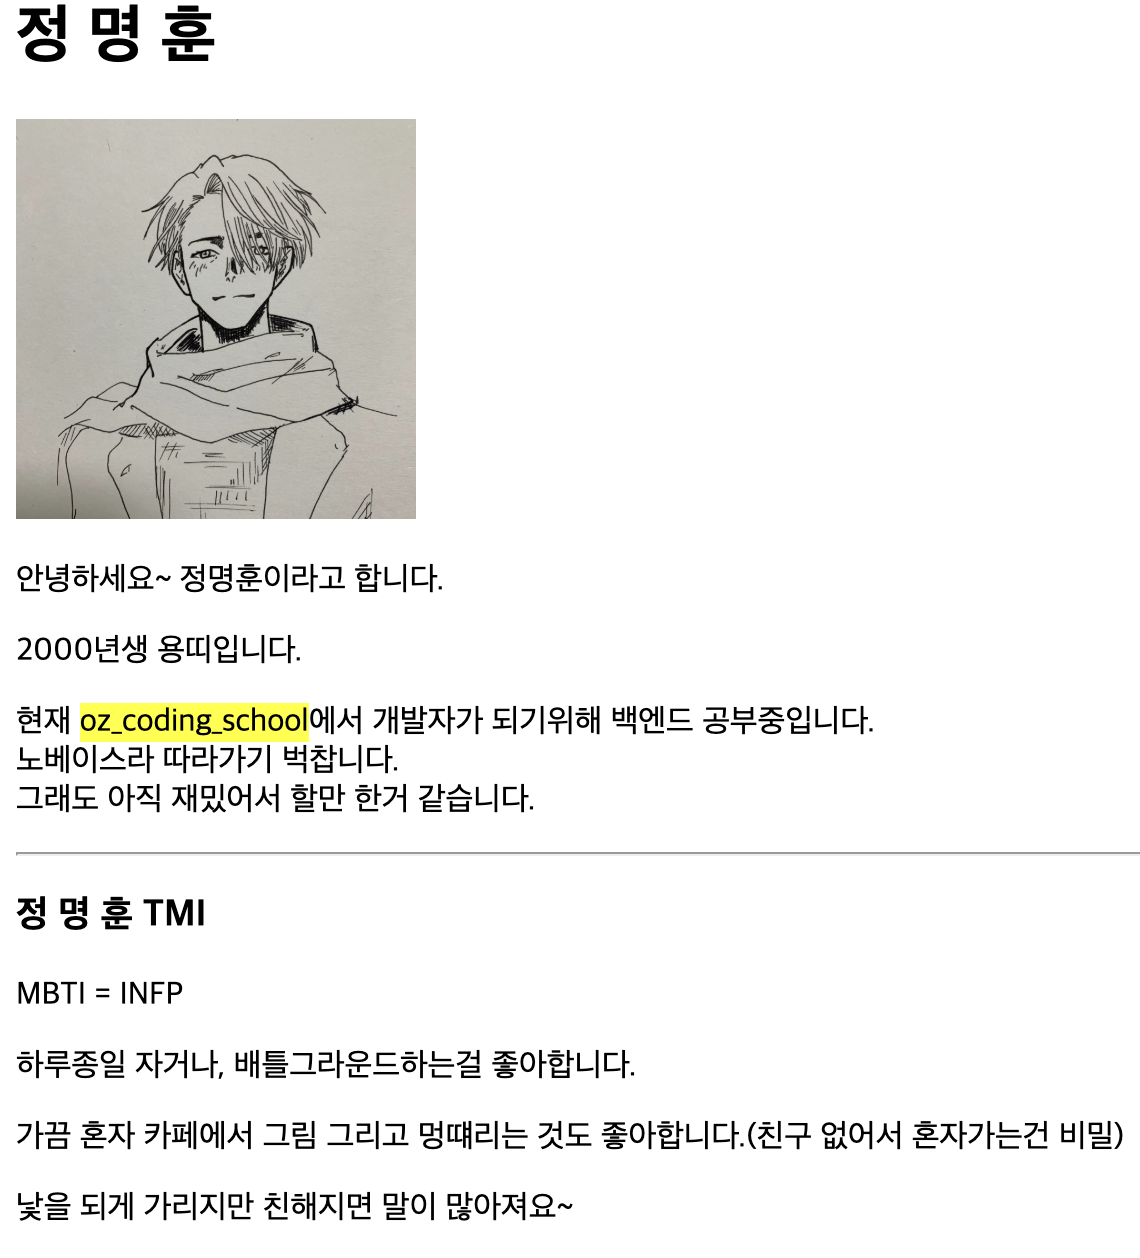 정 명 훈
안녕하세요~ 정명훈이라고 합니다.
2000년생 용띠입니다.
현재 oz_coding_school에서 개발자가 되기위해 백엔드 공부중입니다.
노베이스라 따라가기 벅찹니다.
그래도 아직 재밌어서 할만 한거 같습니다.
정 명 훈 TMI
MBTI = INFP
하루종일 자거나, 배틀그라운드하는걸 좋아합니다.
가끔 혼자 카페에서 그림 그리고 멍떄리는 것도 좋아합니다.(친구 없어서 혼자가는건 비밀)
낯을 되게 가리지만 친해지면 말이 많아져요~